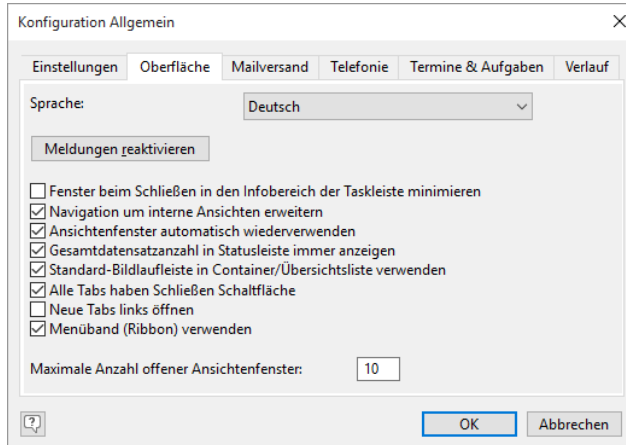 Konfiguration Allgemein
Einstellungen Oberfläche Mailversand Telefonie Termine & Aufgaben Verlauf
Sprache: Deutsch
Meldungen reaktivieren
Fenster beim Schließen in den Infobereich der Taskleiste minimieren
Navigation um interne Ansichten erweitern
Ansichtenfenster automatisch wiederverwenden
Gesamtdatensatzanzahl in Statusleiste immer anzeigen
Standard-Bildlaufleiste in Container/Übersichtsliste verwenden
Alle Tabs haben Schließen Schaltfläche
Neue Tabs links öffnen
Menüband (Ribbon) verwenden
Maximale Anzahl offener Ansichtenfenster: 10
? OK Abbrechen